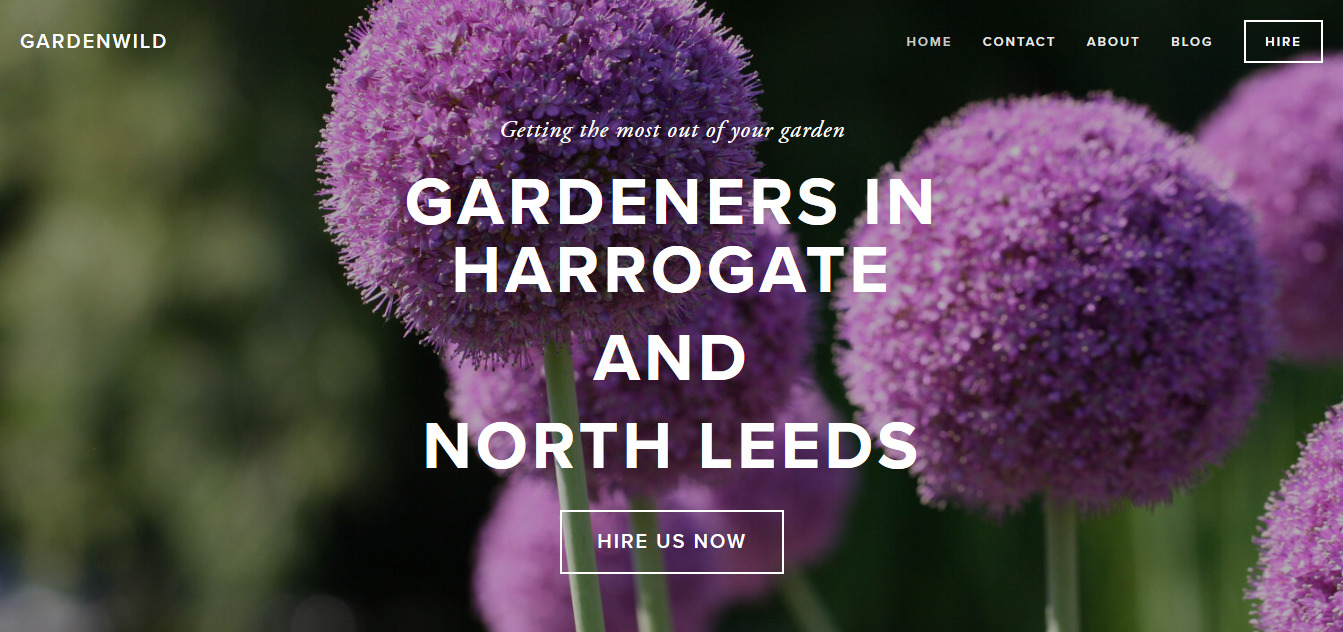 GARDENWILD
HOME CONTACT ABOUT BLOG HIRE
Getting the most out of your garden
GARDENERS IN
HARROGATE
AND
NORTH LEEDS
HIRE US NOW